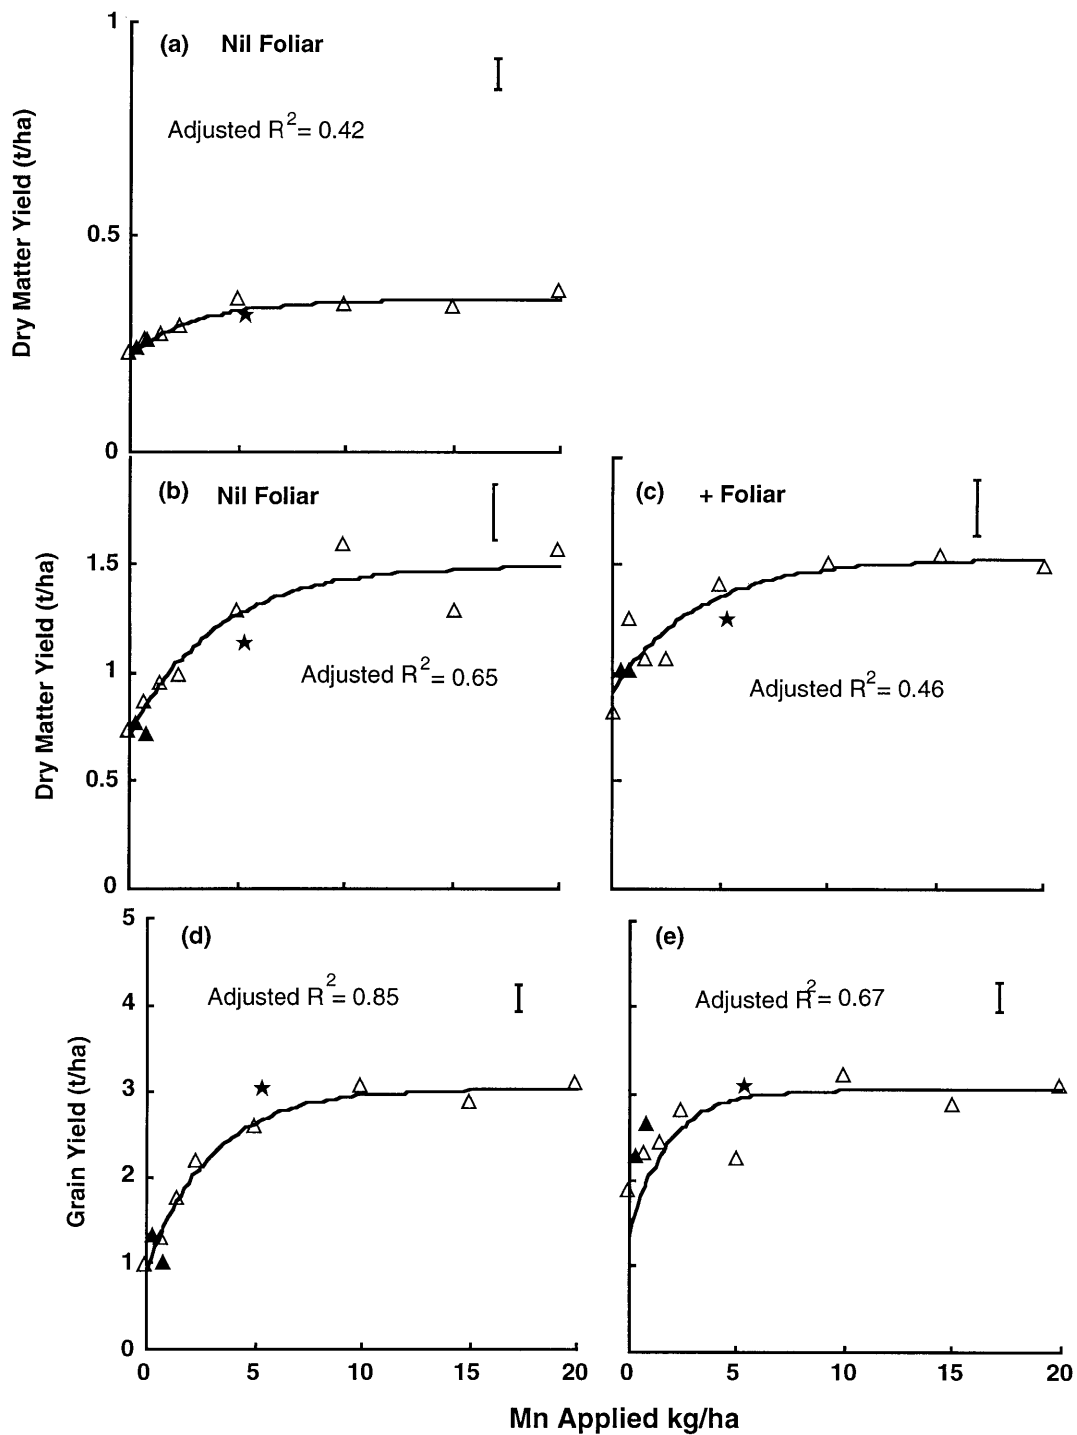 1
(a) Nil Foliar
Adjusted R2= 0.42
Dry Matter Yield (t/ha)
0.5
0
(b) Nil Foliar
(c) + Foliar
1.5
Dry Matter Yield (t/ha)
1
Adjusted R2= 0.65
Adjusted R2= 0.46
0.5
0
5
(d)
(e)
Adjusted R2= 0.85
Adjusted R2= 0.67
4
3
Grain Yield (t/ha)
2
1
0
0 5 10 15 20
0 5 10 15 20
Mn Applied kg/ha